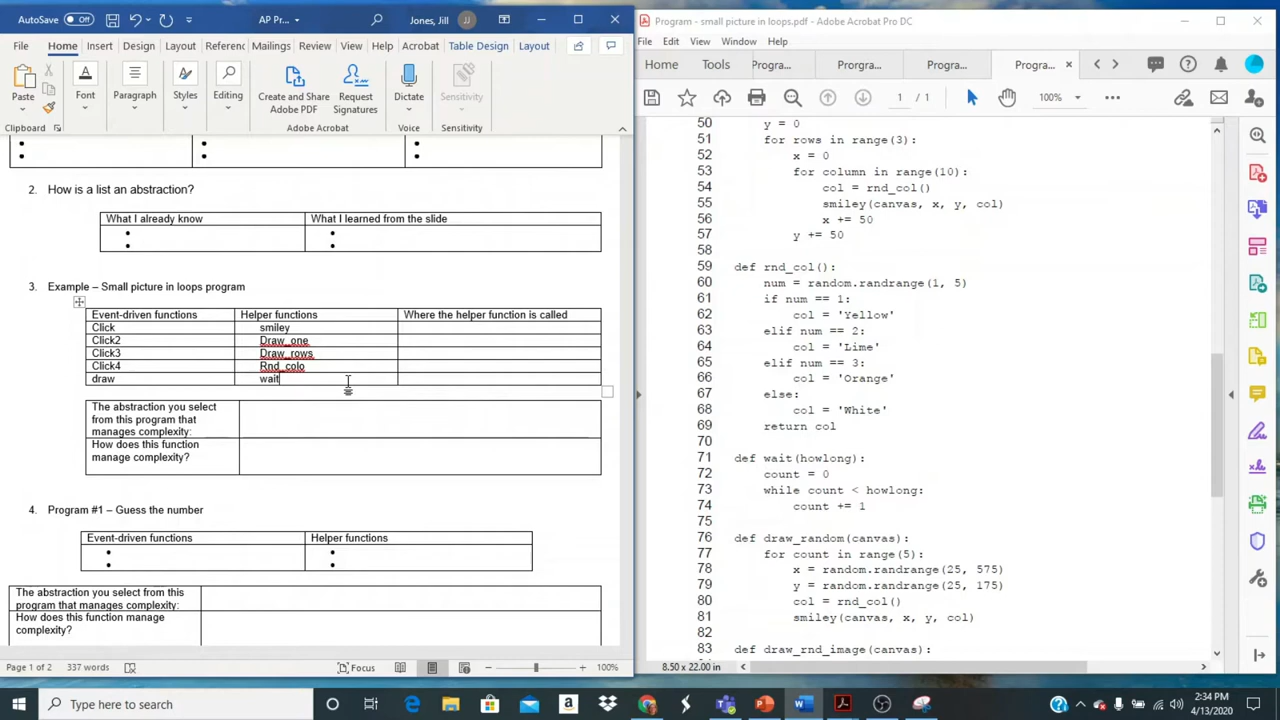 AutoSave Off AP Pr... Jones, Jill JJ
File Home Insert Design Layout Referenc Mailings Review View Help Acrobat Table Design Layout
Paste Font Paragraph Styles Editing Create and Share Adobe PDF Request Signatures Dictate Sensitivity
Clipboard Adobe Acrobat Voice Sensitivity
2. How is a list an abstraction?
What I already know What I learned from the slide
3. Example – Small picture in loops program
Event-driven functions Helper functions Where the helper function is called
Click smiley
Click2 Draw_one
Click3 Draw_rows
Click4 Rnd_colo
draw wait
The abstraction you select
from this program that
manages complexity:
How does this function
manage complexity?
4. Program #1 – Guess the number
Event-driven functions Helper functions
The abstraction you select from this
program that manages complexity:
How does this function manage
complexity?
Page 1 of 2 337 words Focus 100%
Program - small picture in loops.pdf - Adobe Acrobat Pro DC
File Edit View Window Help
Home Tools Progra... Progra... Progra... Progra...
1 / 1 100%
50 y = 0
51 for rows in range(3):
52 x = 0
53 for column in range(10):
54 col = rnd_col()
55 smiley(canvas, x, y, col)
56 x += 50
57 y += 50
58
59 def rnd_col():
60 num = random.randrange(1, 5)
61 if num == 1:
62 col = 'Yellow'
63 elif num == 2:
64 col = 'Lime'
65 elif num == 3:
66 col = 'Orange'
67 else:
68 col = 'White'
69 return col
70
71 def wait(howlong):
72 count = 0
73 while count < howlong:
74 count += 1
75
76 def draw_random(canvas):
77 for count in range(5):
78 x = random.randrange(25, 575)
79 y = random.randrange(25, 175)
80 col = rnd_col()
81 smiley(canvas, x, y, col)
82
83 def draw_rnd_image(canvas):
8.50 x 22.00 in
Type here to search
2:34 PM
4/13/2020